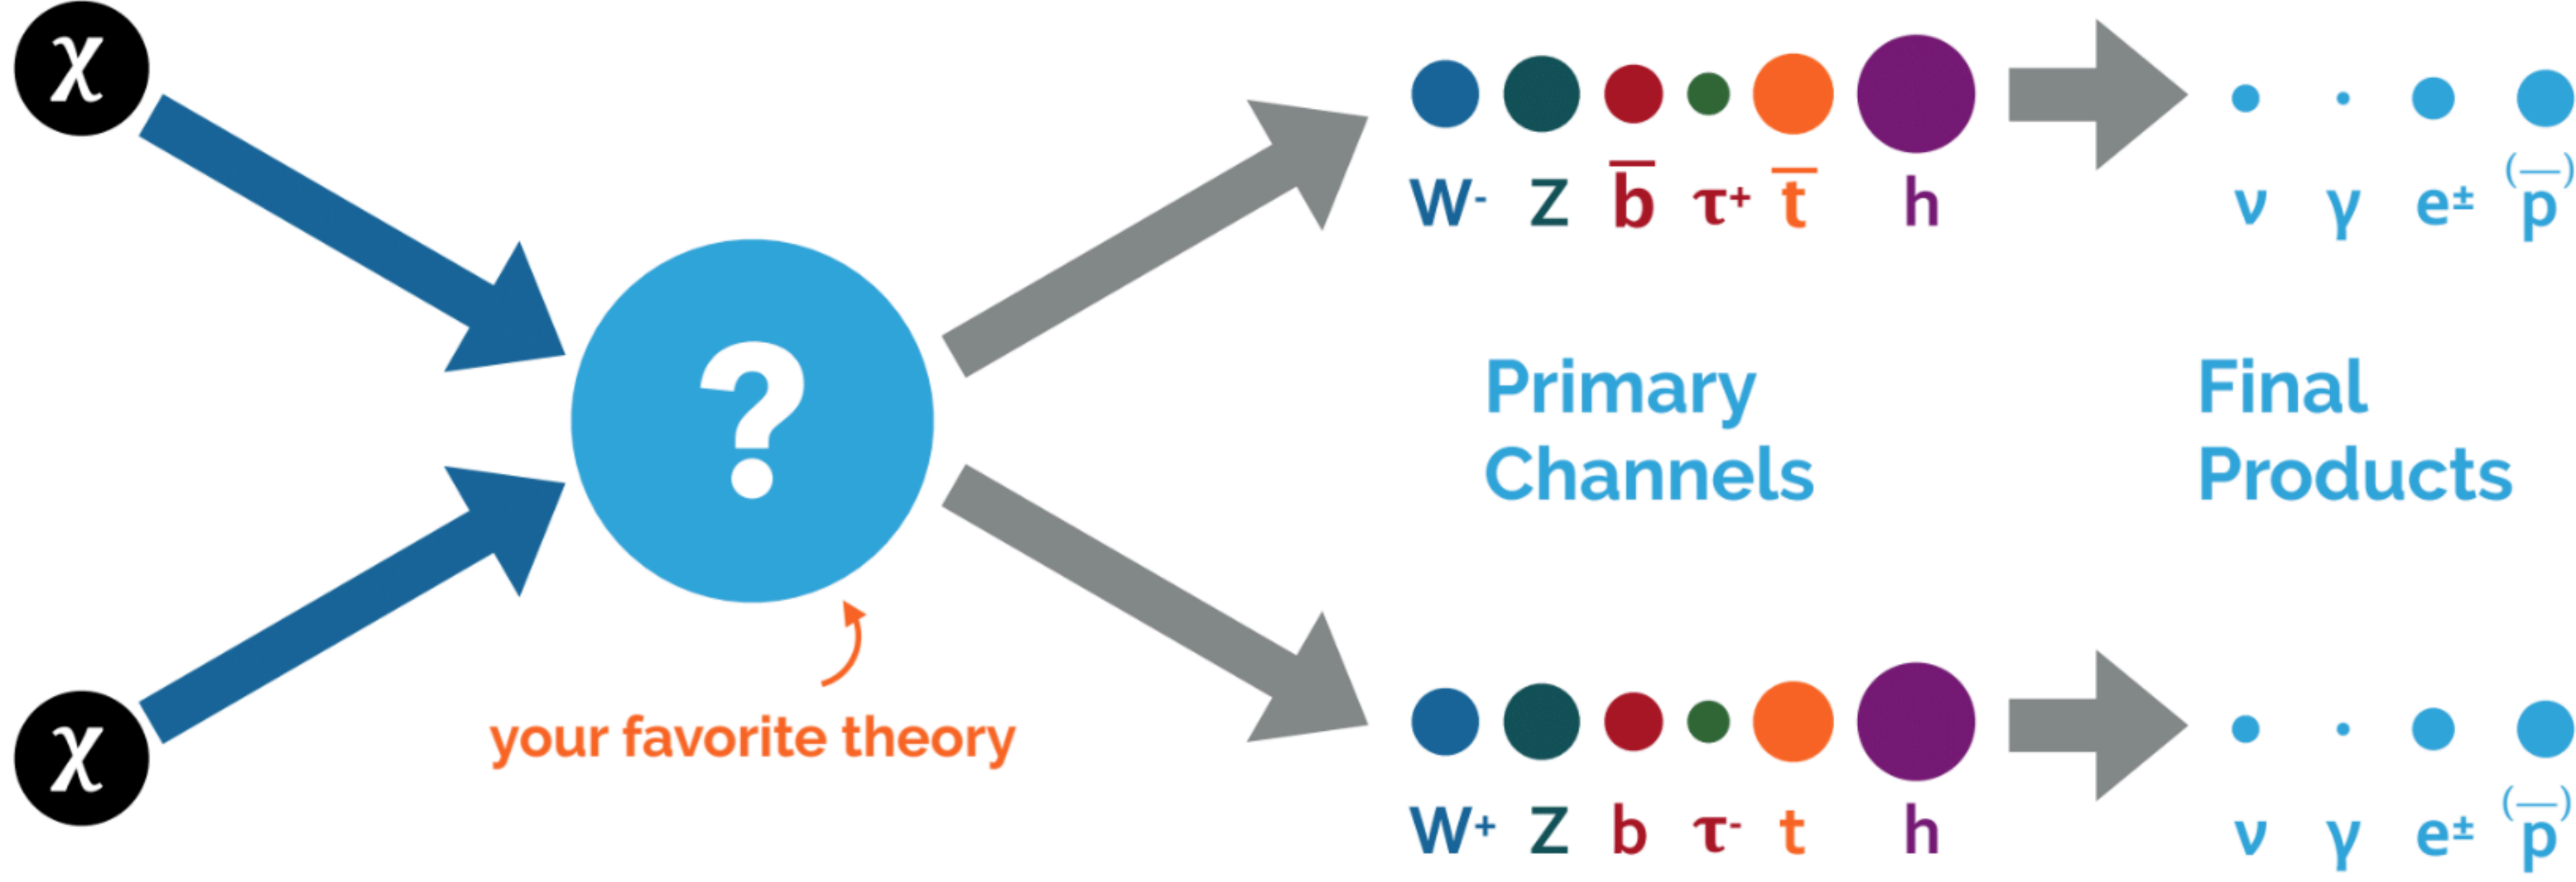 χ
?
your favorite theory
χ
W⁻ Z b̅ τ⁺ t̅ h
Primary
Channels
W⁺ Z b τ⁻ t h
ν γ e± (p̅)
Final
Products
ν γ e± (p̅)